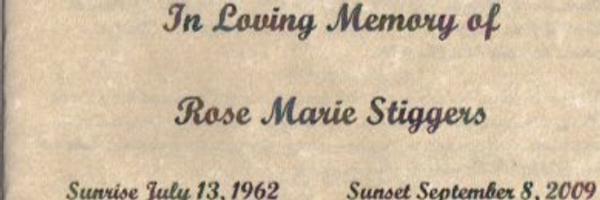 In Loving Memory of
Rose Marie Stiggers
Sunrise July 13, 1962 Sunset September 8, 2009